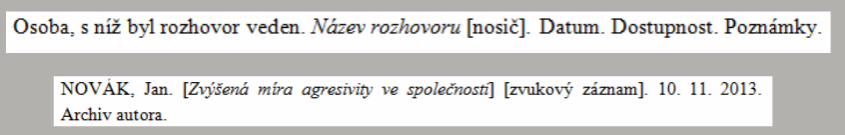 Osoba, s níž byl rozhovor veden. Název rozhovoru [nosič]. Datum. Dostupnost. Poznámky.
NOVÁK, Jan. [Zvýšená míra agresivity ve společnosti] [zvukový záznam]. 10. 11. 2013.
Archiv autora.